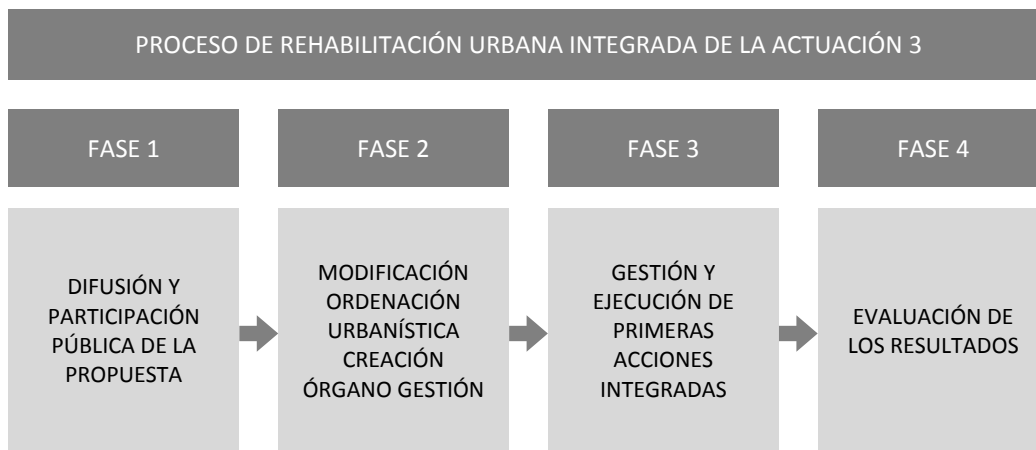 PROCESO DE REHABILITACIÓN URBANA INTEGRADA DE LA ACTUACIÓN 3
FASE 1
FASE 2
FASE 3
FASE 4
DIFUSIÓN Y
PARTICIPACIÓN
PÚBLICA DE LA
PROPUESTA
MODIFICACIÓN
ORDENACIÓN
URBANÍSTICA
CREACIÓN
ÓRGANO GESTIÓN
GESTIÓN Y
EJECUCIÓN DE
PRIMERAS
ACCIONES
INTEGRADAS
EVALUACIÓN DE
LOS RESULTADOS